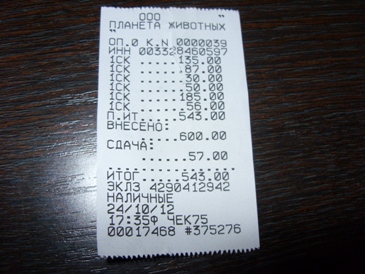 ООО "
ПЛАНЕТА ЖИВОТНЫХ
"
ОП.0 К.N 0000039
ИНН 003328460597
1СК ......135.00
1СК .......87.00
1СК .......30.00
1СК .......50.00
1СК ......185.00
1СК .......56.00
П.ИТ......543.00
ВНЕСЕНО:
......600.00
СДАЧА:
......57.00
................
ИТОГ......543.00
ЭКЛЗ 4290412942
НАЛИЧНЫЕ
24/10/12
17:35Ф ЧЕК75
00017468 #375276